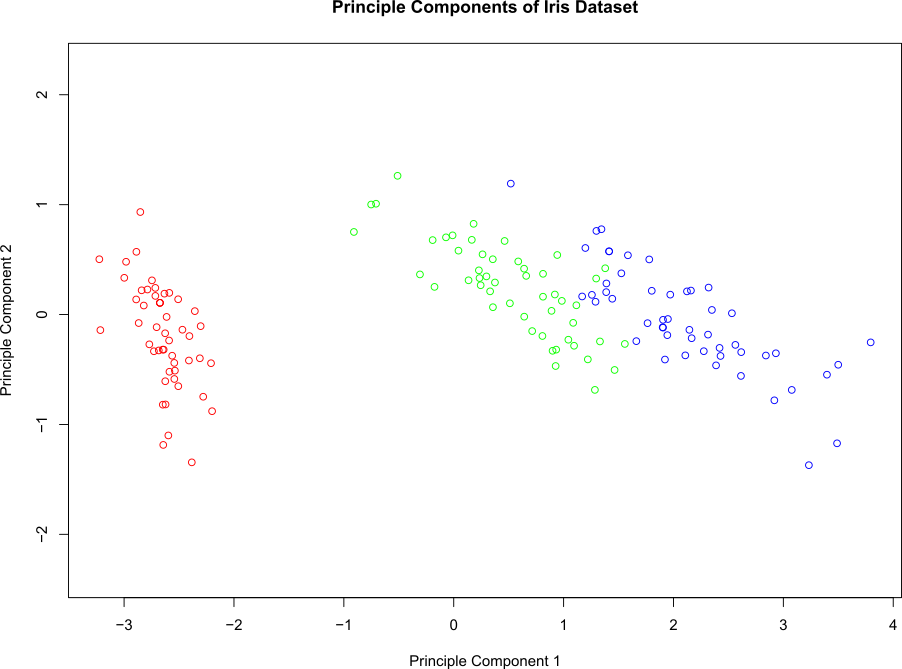 Principle Components of Iris Dataset
Principle Component 2
2
1
0
−1
−2
−3 −2 −1 0 1 2 3 4
Principle Component 1